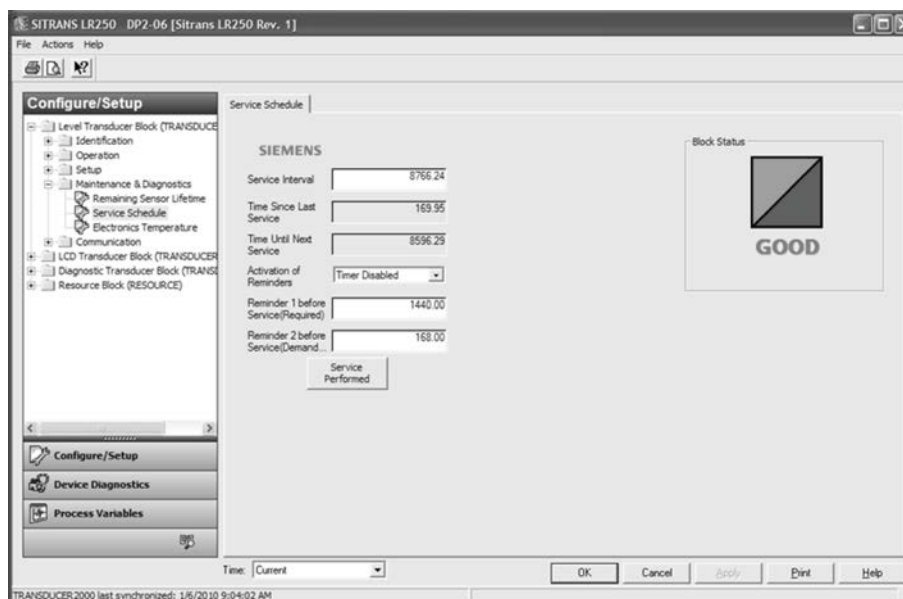 SITRANS LR250 DP2-06 [Sitrans LR250 Rev. 1]
File Actions Help
Configure/Setup
Level Transducer Block (TRANSDUCE
Identification
Operation
Setup
Maintenance & Diagnostics
Remaining Sensor Lifetime
Service Schedule
Electronics Temperature
Communication
LCD Transducer Block (TRANSDUCER
Diagnostic Transducer Block (TRANSD
Resource Block (RESOURCE)
Configure/Setup
Device Diagnostics
Process Variables
Service Schedule
SIEMENS
Service Interval 8766.24
Time Since Last
Service 169.95
Time Until Next
Service 8596.29
Activation of
Reminders Timer Disabled
Reminder 1 before
Service(Required) 1440.00
Reminder 2 before
Service(Demand... 168.00
Service
Performed
Block Status
GOOD
Time: Current
OK Cancel Apply Print Help
TRANSDUCER2000 last synchronized: 1/6/2010 9:04:02 AM